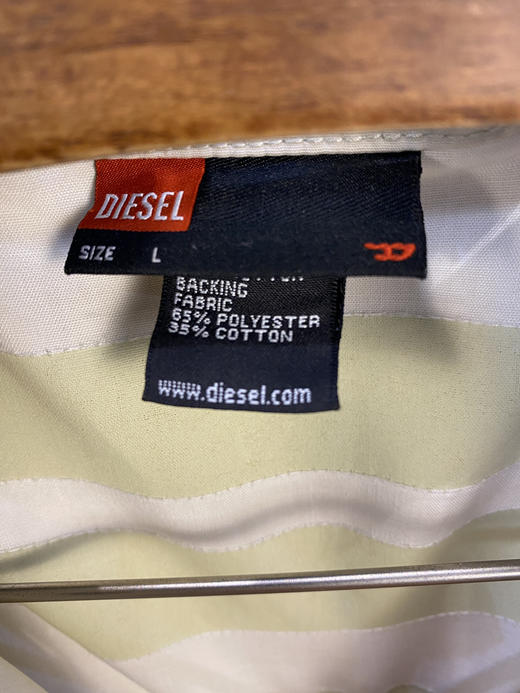 DIESEL
SIZE L
BACKING
FABRIC
65% POLYESTER
35% COTTON
www.diesel.com